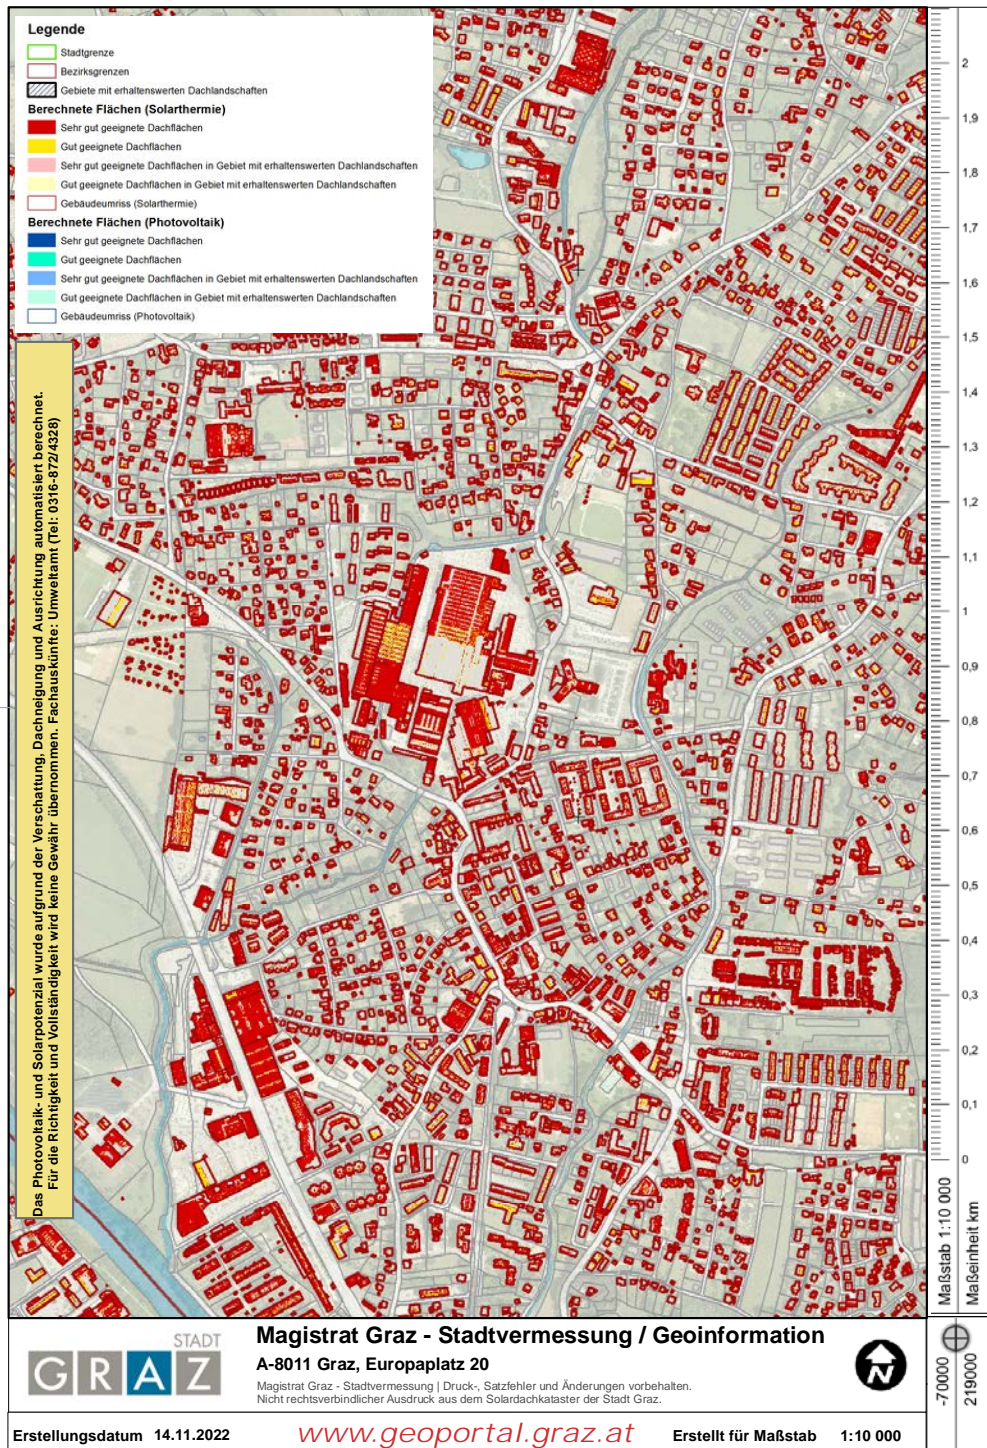 Legende
Stadtgrenze
Bezirksgrenzen
Gebiete mit erhaltenswerten Dachlandschaften
Berechnete Flächen (Solarthermie)
Sehr gut geeignete Dachflächen
Gut geeignete Dachflächen
Sehr gut geeignete Dachflächen in Gebiet mit erhaltenswerten Dachlandschaften
Gut geeignete Dachflächen in Gebiet mit erhaltenswerten Dachlandschaften
Gebäudeumriss (Solarthermie)
Berechnete Flächen (Photovoltaik)
Sehr gut geeignete Dachflächen
Gut geeignete Dachflächen
Sehr gut geeignete Dachflächen in Gebiet mit erhaltenswerten Dachlandschaften
Gut geeignete Dachflächen in Gebiet mit erhaltenswerten Dachlandschaften
Gebäudeumriss (Photovoltaik)
Das Photovoltaik- und Solarpotenzial wurde aufgrund der Verschattung, Dachneigung und Ausrichtung automatisiert berechnet.
Für die Richtigkeit und Vollständigkeit wird keine Gewähr übernommen. Fachauskünfte: Umweltamt (Tel: 0316-872/4328)
2
1,9
1,8
1,7
1,6
1,5
1,4
1,3
1,2
1,1
1
0,9
0,8
0,7
0,6
0,5
0,4
0,3
0,2
0,1
0
Maßstab 1:10 000
Maßeinheit km
-70000
219000
STADT
GRAZ
Magistrat Graz - Stadtvermessung / Geoinformation
A-8011 Graz, Europaplatz 20
Magistrat Graz - Stadtvermessung | Druck-, Satzfehler und Änderungen vorbehalten.
Nicht rechtsverbindlicher Ausdruck aus dem Solardachkataster der Stadt Graz.
N
Erstellungsdatum 14.11.2022
www.geoportal.graz.at
Erstellt für Maßstab 1:10 000